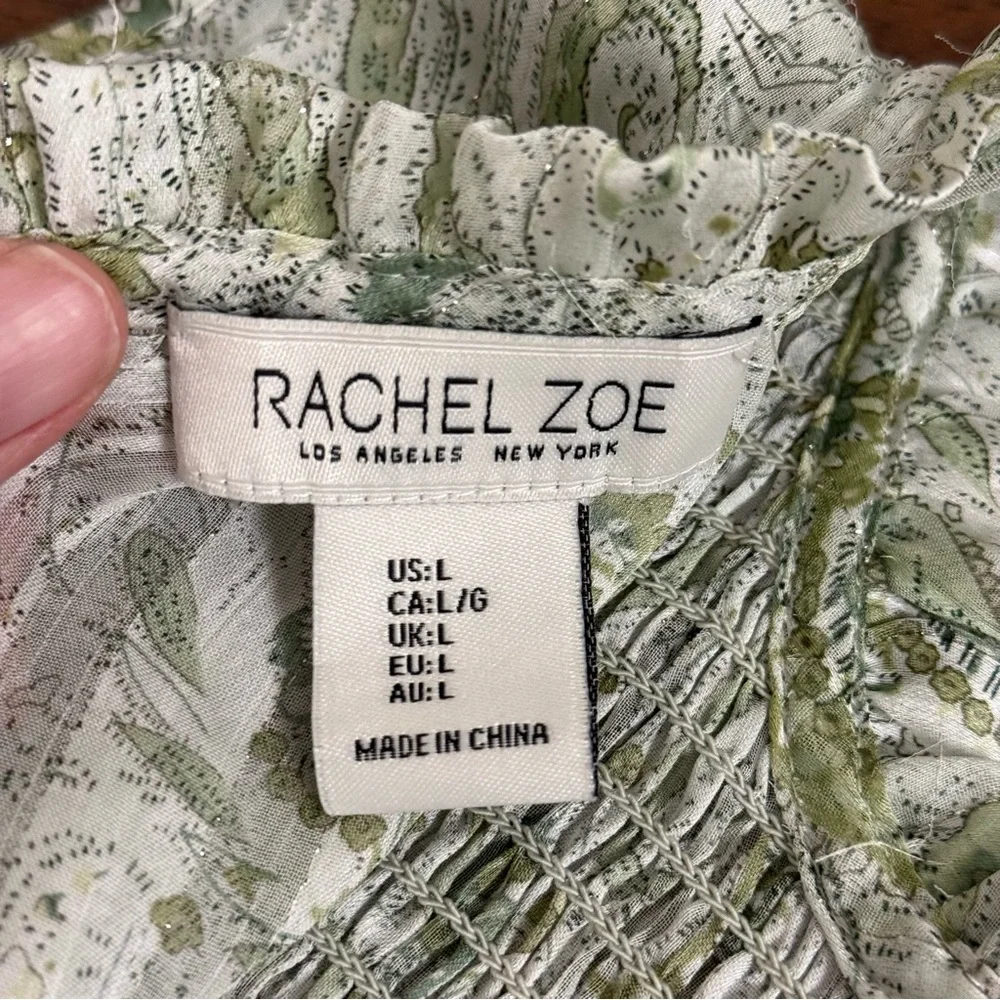 RACHEL ZOE
LOS ANGELES NEW YORK
US:L
CA:L/G
UK:L
EU:L
AU:L
MADE IN CHINA